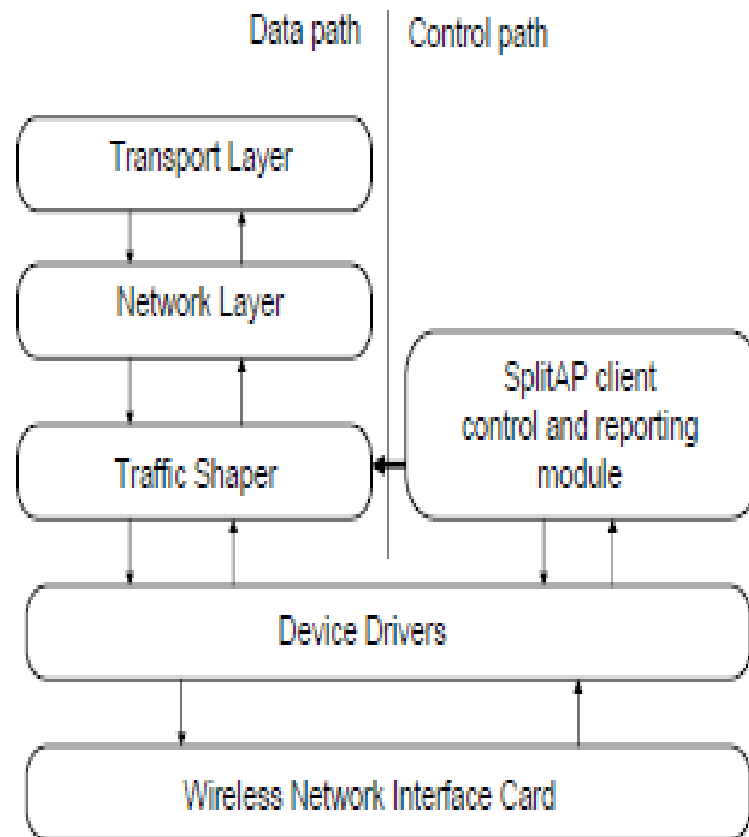 Data path
Control path
Transport Layer
Network Layer
SplitAP client
control and reporting
module
Traffic Shaper
Device Drivers
Wireless Network Interface Card